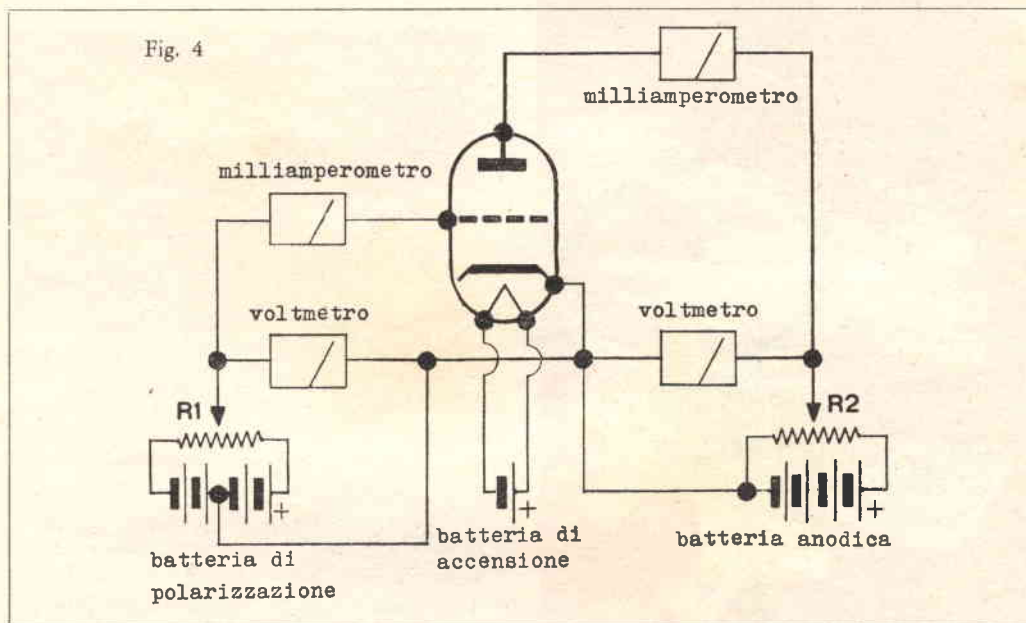 Fig. 4
milliamperometro
milliamperometro
voltmetro
voltmetro
R1
R2
+
+
+
batteria di
polarizzazione
batteria di
accensione
batteria anodica